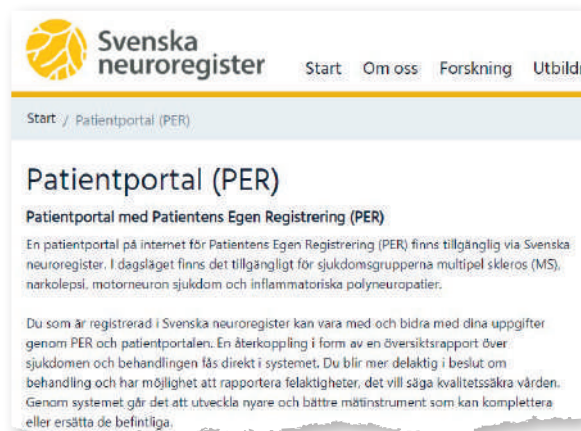 Svenska
neuroregister
Start Om oss Forskning Utbildn
Start / Patientportal (PER)
Patientportal (PER)
Patientportal med Patientens Egen Registrering (PER)
En patientportal på internet för Patientens Egen Registrering (PER) finns tillgänglig via Svenska
neuroregister. I dagsläget finns det tillgängligt för sjukdomsgrupperna multipel skleros (MS),
narkolepsi, motorneuron sjukdom och inflammatoriska polyneuropatier.
Du som är registrerad i Svenska neuroregister kan vara med och bidra med dina uppgifter
genom PER och patientportalen. En återkoppling i form av en översiktsrapport över
sjukdomen och behandlingen fås direkt i systemet. Du blir mer delaktig i beslut om
behandling och har möjlighet att rapportera felaktigheter, det vill säga kvalitetssäkra vården.
Genom systemet går det att utveckla nyare och bättre mätinstrument som kan komplettera
eller ersätta de befintliga.